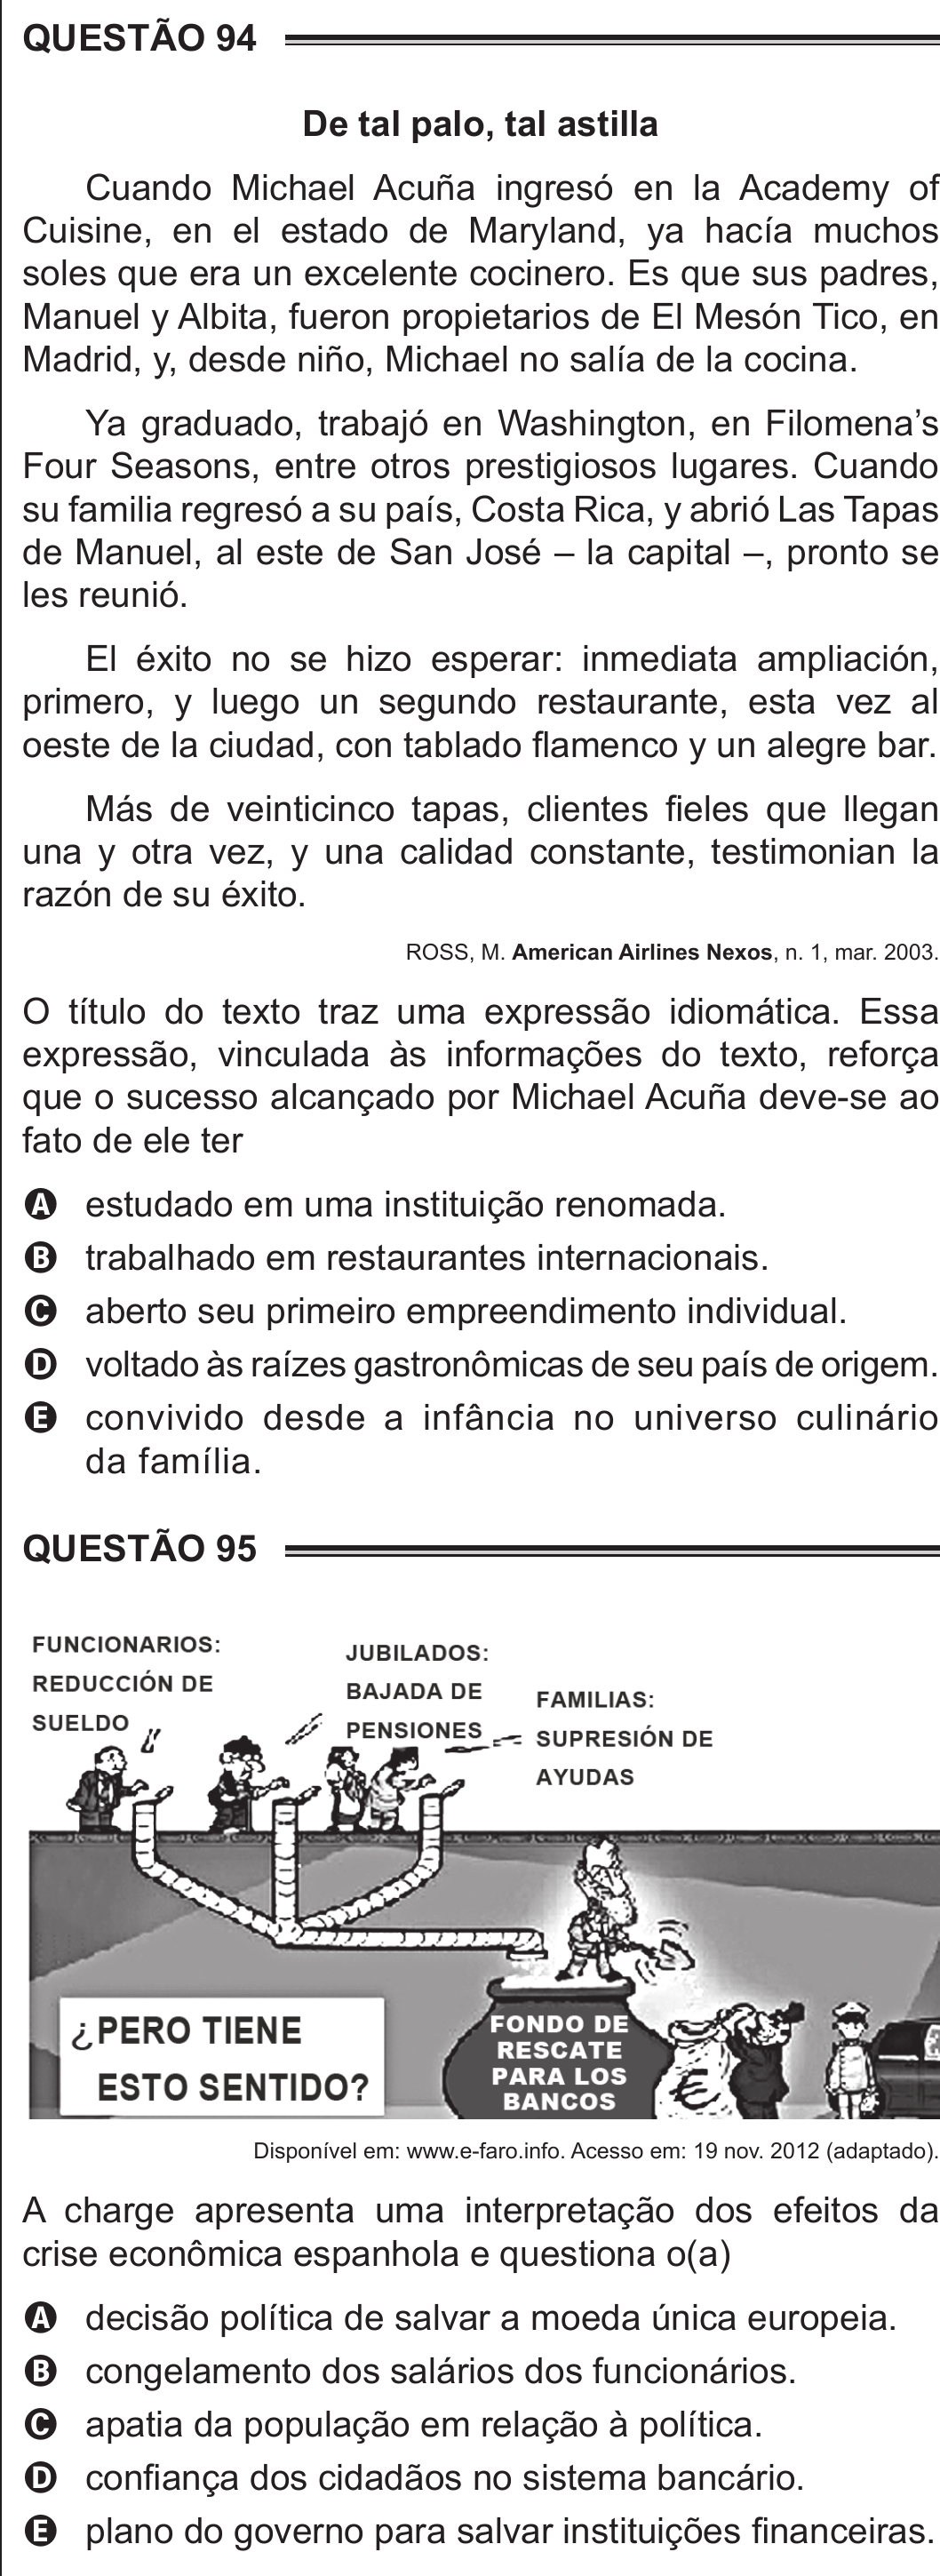 QUESTÃO 94
De tal palo, tal astilla
Cuando Michael Acuña ingresó en la Academy of
Cuisine, en el estado de Maryland, ya hacía muchos
soles que era un excelente cocinero. Es que sus padres,
Manuel y Albita, fueron propietarios de El Mesón Tico, en
Madrid, y, desde niño, Michael no salía de la cocina.
Ya graduado, trabajó en Washington, en Filomena’s
Four Seasons, entre otros prestigiosos lugares. Cuando
su familia regresó a su país, Costa Rica, y abrió Las Tapas
de Manuel, al este de San José – la capital –, pronto se
les reunió.
El éxito no se hizo esperar: inmediata ampliación,
primero, y luego un segundo restaurante, esta vez al
oeste de la ciudad, con tablado flamenco y un alegre bar.
Más de veinticinco tapas, clientes fieles que llegan
una y otra vez, y una calidad constante, testimonian la
razón de su éxito.
ROSS, M. American Airlines Nexos, n. 1, mar. 2003.
O título do texto traz uma expressão idiomática. Essa
expressão, vinculada às informações do texto, reforça
que o sucesso alcançado por Michael Acuña deve-se ao
fato de ele ter
A estudado em uma instituição renomada.
B trabalhado em restaurantes internacionais.
C aberto seu primeiro empreendimento individual.
D voltado às raízes gastronômicas de seu país de origem.
E convivido desde a infância no universo culinário
da família.
QUESTÃO 95
FUNCIONARIOS:
REDUCCIÓN DE
SUELDO
JUBILADOS:
BAJADA DE
PENSIONES
FAMILIAS:
SUPRESIÓN DE
AYUDAS
¿PERO TIENE
ESTO SENTIDO?
FONDO DE
RESCATE
PARA LOS
BANCOS
€
Disponível em: www.e-faro.info. Acesso em: 19 nov. 2012 (adaptado).
A charge apresenta uma interpretação dos efeitos da
crise econômica espanhola e questiona o(a)
A decisão política de salvar a moeda única europeia.
B congelamento dos salários dos funcionários.
C apatia da população em relação à política.
D confiança dos cidadãos no sistema bancário.
E plano do governo para salvar instituições financeiras.